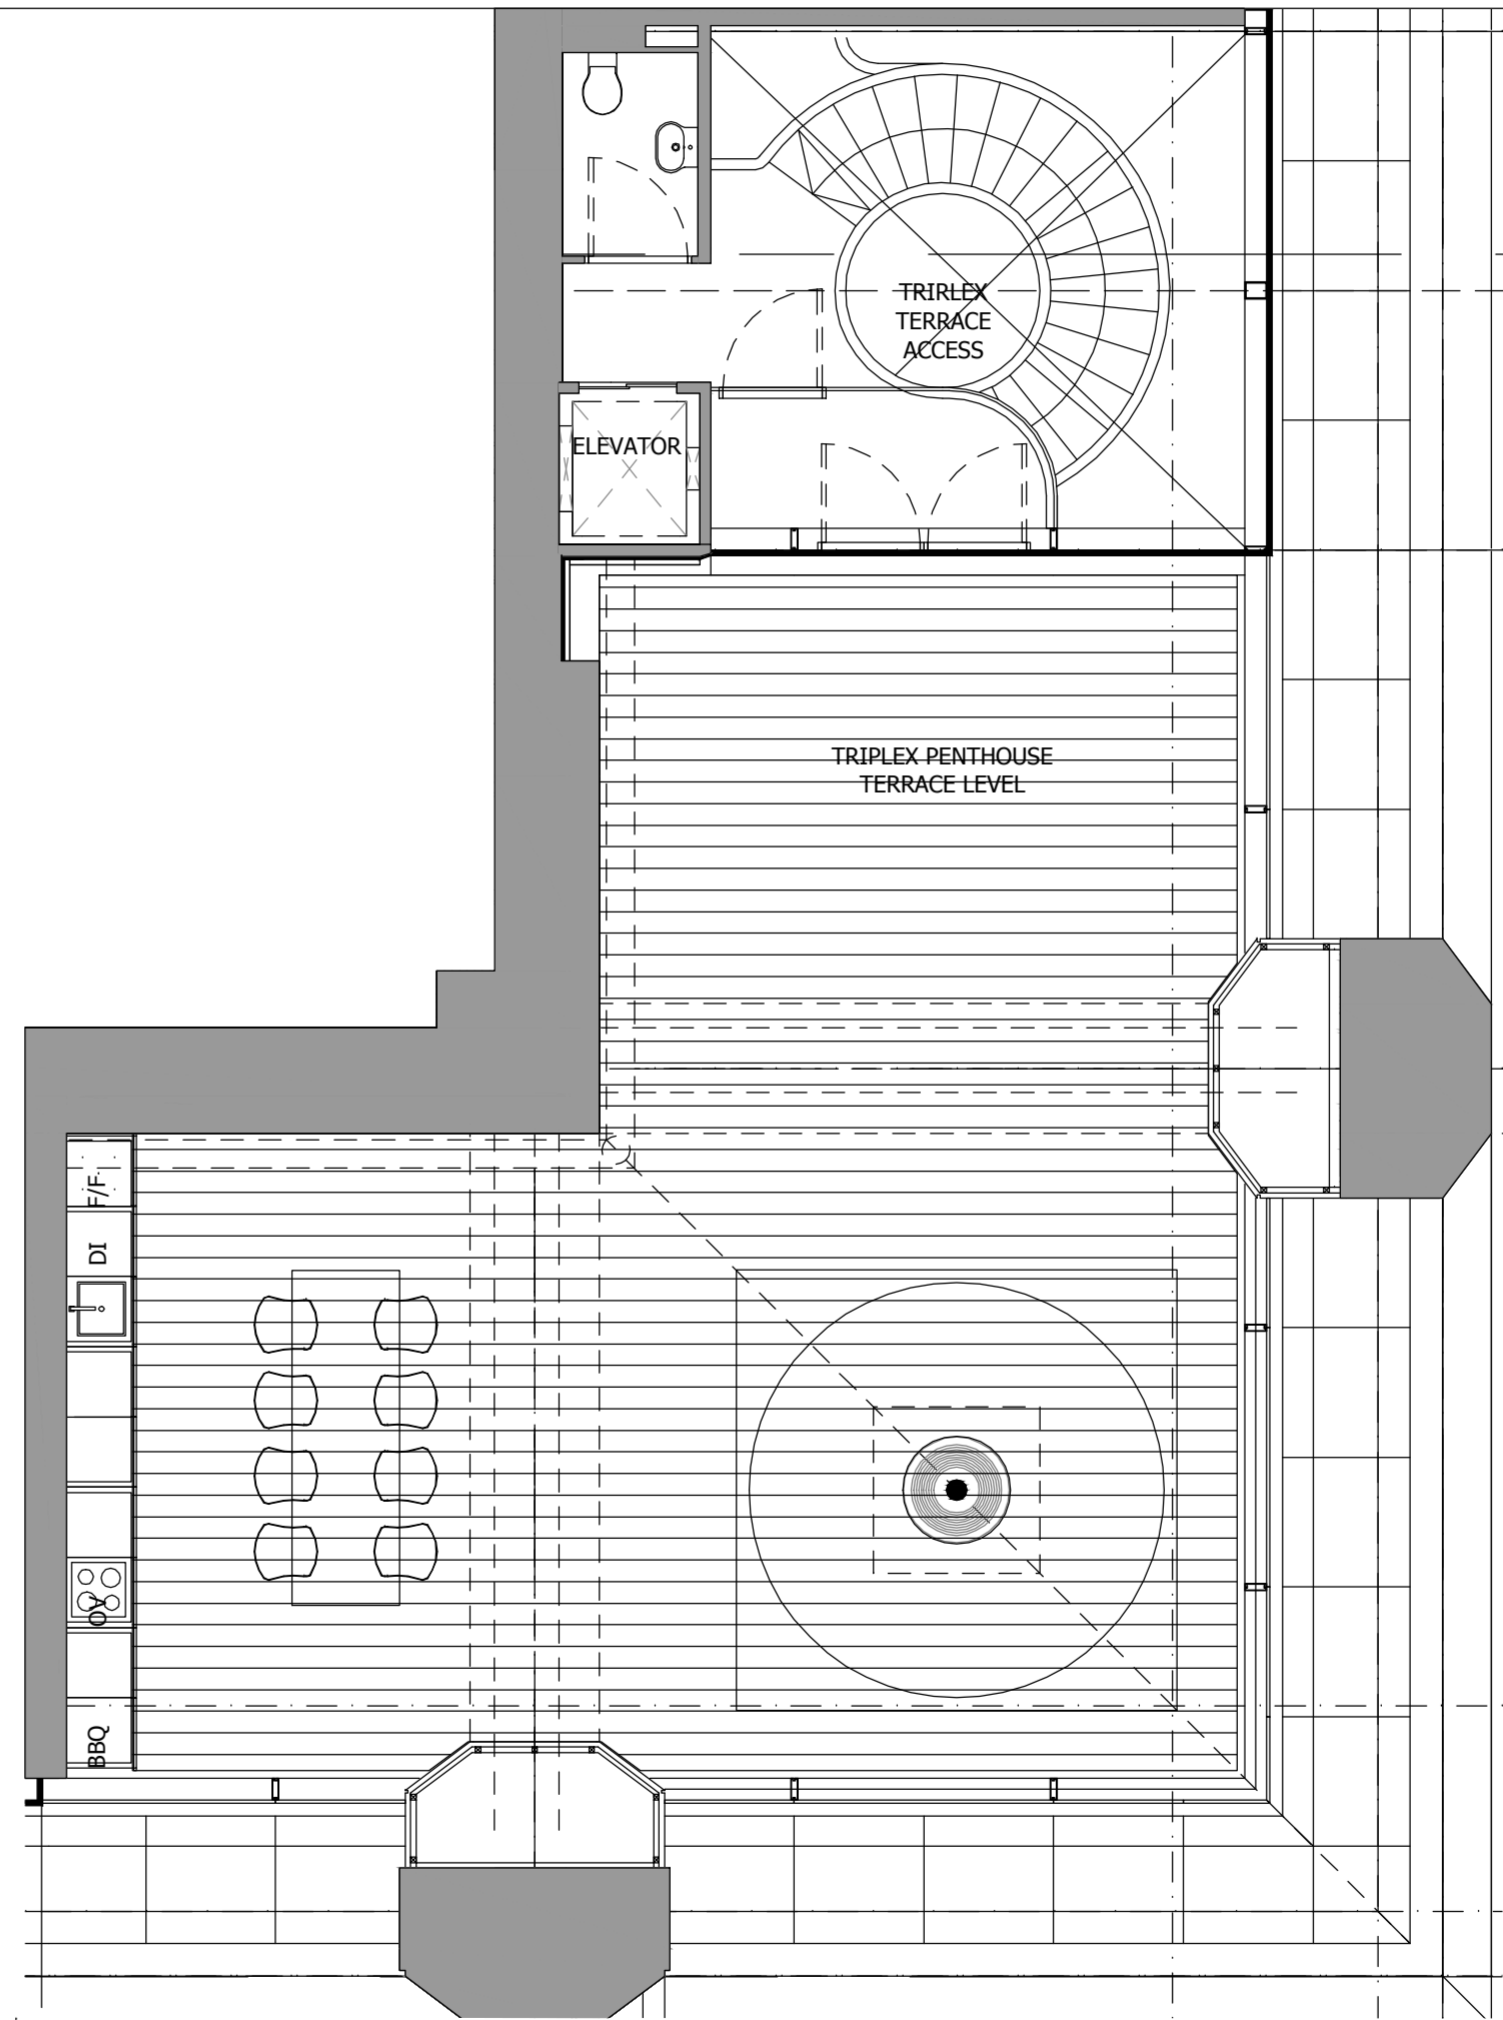 TRIRLEX
TERRACE
ACCESS
ELEVATOR
TRIPLEX PENTHOUSE
TERRACE LEVEL
F/F
DI
OV
BBQ